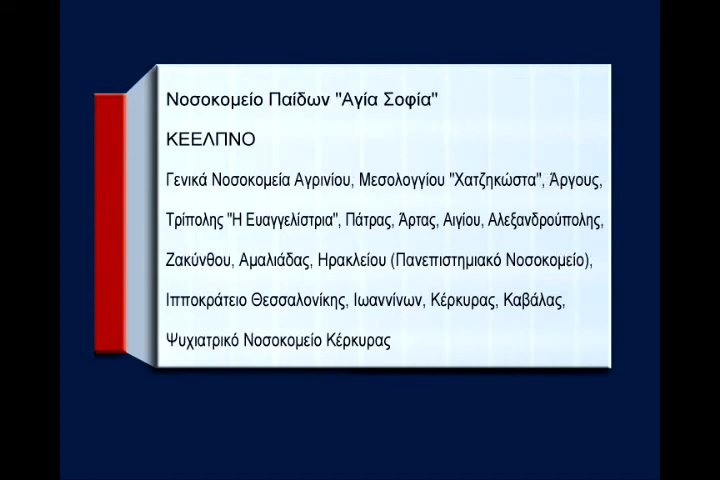 Νοσοκομείο Παίδων "Αγία Σοφία"
ΚΕΕΛΠΝΟ
Γενικά Νοσοκομεία Αγρινίου, Μεσολογγίου "Χατζηκώστα", Άργους,
Τρίπολης "Η Ευαγγελίστρια", Πάτρας, Άρτας, Αιγίου, Αλεξανδρούπολης,
Ζακύνθου, Αμαλιάδας, Ηρακλείου (Πανεπιστημιακό Νοσοκομείο),
Ιπποκράτειο Θεσσαλονίκης, Ιωαννίνων, Κέρκυρας, Καβάλας,
Ψυχιατρικό Νοσοκομείο Κέρκυρας